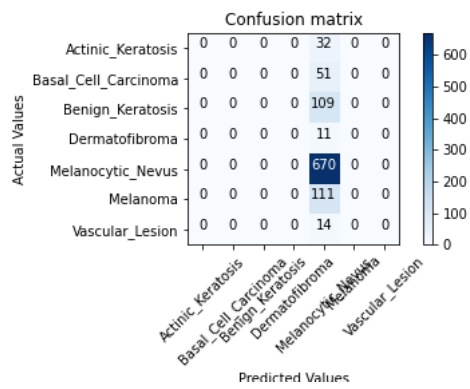 Confusion matrix
Actual Values
Actinic_Keratosis 0 0 0 0 32 0 0
Basal_Cell_Carcinoma 0 0 0 0 51 0 0
Benign_Keratosis 0 0 0 0 109 0 0
Dermatofibroma 0 0 0 0 11 0 0
Melanocytic_Nevus 0 0 0 0 670 0 0
Melanoma 0 0 0 0 111 0 0
Vascular_Lesion 0 0 0 0 14 0 0
600
500
400
300
200
100
0
Actinic_Keratosis
Basal_Cell_Carcinoma
Benign_Keratosis
Dermatofibroma
Melanocytic_Nevus
Melanoma
Vascular_Lesion
Predicted Values